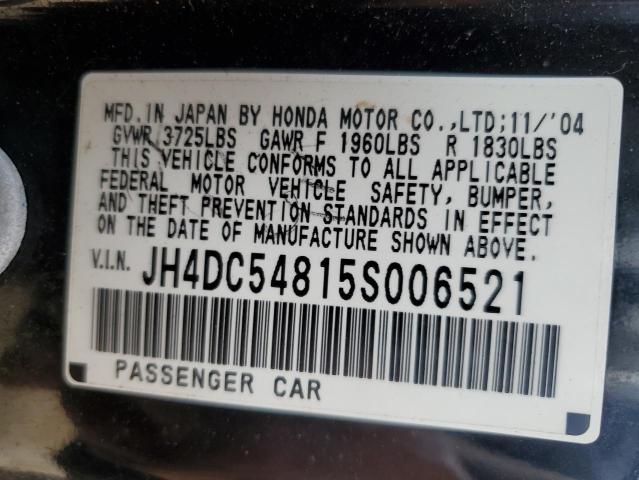 MFD.IN JAPAN BY HONDA MOTOR CO.,LTD;11/'04
GVWR 3725LBS GAWR F 1960LBS R 1830LBS
THIS VEHICLE CONFORMS TO ALL APPLICABLE
FEDERAL MOTOR VEHICLE SAFETY, BUMPER,
AND THEFT PREVENTION STANDARDS IN EFFECT
ON THE DATE OF MANUFACTURE SHOWN ABOVE.
V.I.N. JH4DC54815S006521
PASSENGER CAR